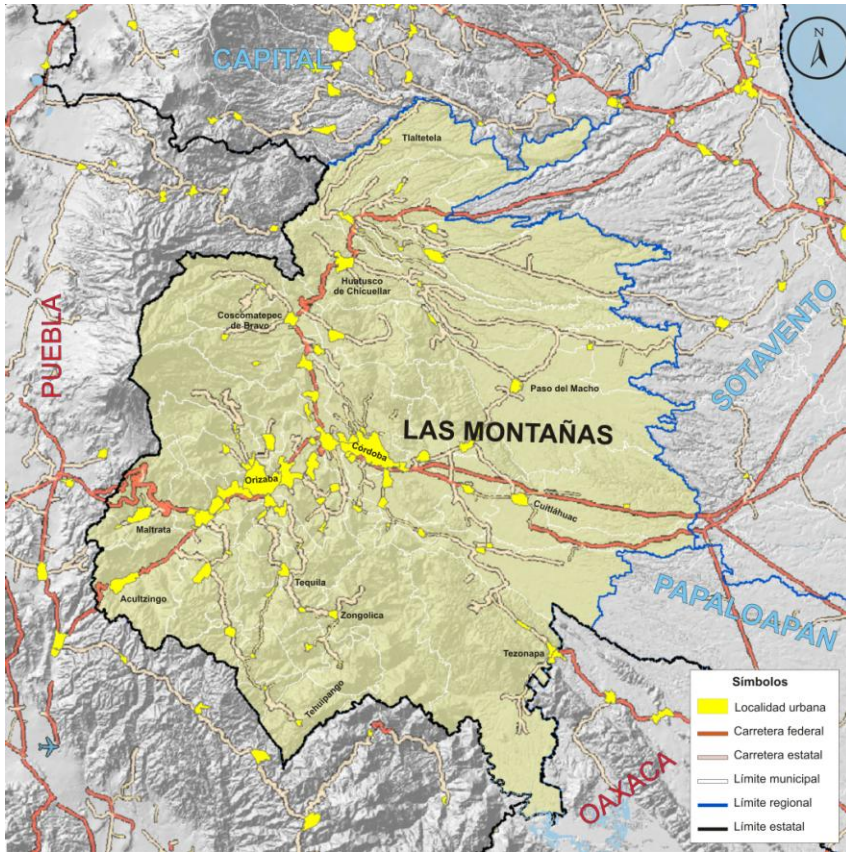 N
CAPITAL
Tlaltetela
Huatusco
de Chicuellar
Coscomatepec
de Bravo
PUEBLA
SOTAVENTO
Paso del Macho
LAS MONTAÑAS
Córdoba
Orizaba
Cuitláhuac
Maltrata
Tequila
Acultzingo
PAPALOAPAN
Zongolica
Tezonapa
Tehuipango
OAXACA
Símbolos
Localidad urbana
Carretera federal
Carretera estatal
Límite municipal
Límite regional
Límite estatal